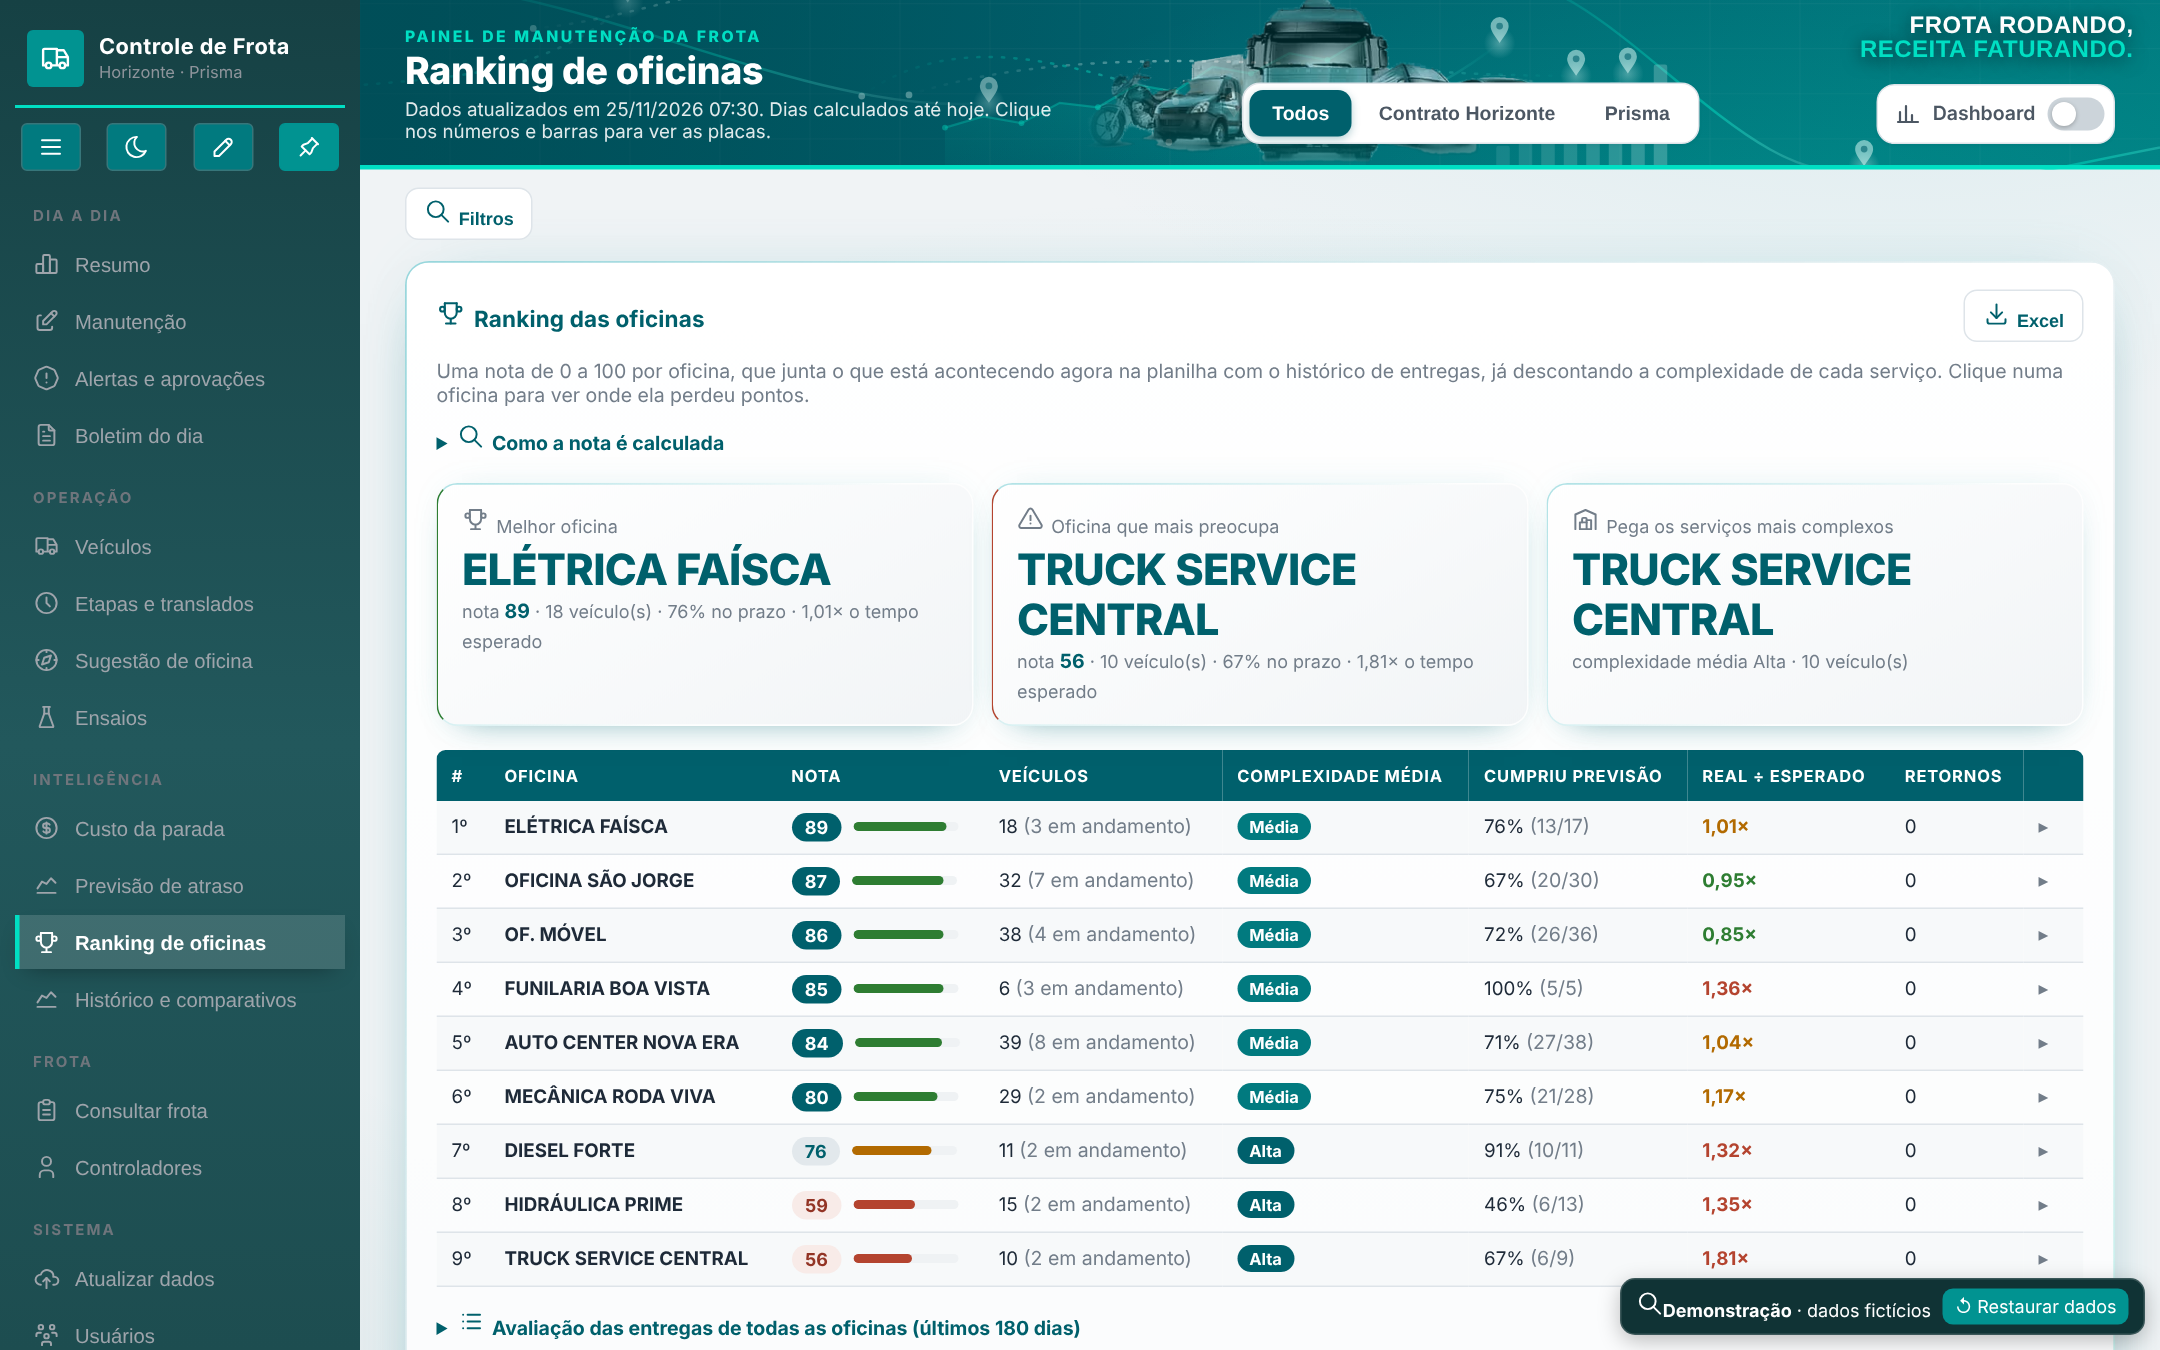 Controle de Frota
Horizonte · Prisma
DIA A DIA
Resumo
Manutenção
Alertas e aprovações
Boletim do dia
OPERAÇÃO
Veículos
Etapas e translados
Sugestão de oficina
Ensaios
INTELIGÊNCIA
Custo da parada
Previsão de atraso
Ranking de oficinas
Histórico e comparativos
FROTA
Consultar frota
Controladores
SISTEMA
Atualizar dados
Usuários
PAINEL DE MANUTENÇÃO DA FROTA
Ranking de oficinas
Dados atualizados em 25/11/2026 07:30. Dias calculados até hoje. Clique
nos números e barras para ver as placas.
Todos Contrato Horizonte Prisma
FROTA RODANDO,
RECEITA FATURANDO.
Dashboard
Filtros
Ranking das oficinas
Excel
Uma nota de 0 a 100 por oficina, que junta o que está acontecendo agora na planilha com o histórico de entregas, já descontando a complexidade de cada serviço. Clique numa
oficina para ver onde ela perdeu pontos.
Como a nota é calculada
Melhor oficina
ELÉTRICA FAÍSCA
nota 89 · 18 veículo(s) · 76% no prazo · 1,01× o tempo
esperado
Oficina que mais preocupa
TRUCK SERVICE
CENTRAL
nota 56 · 10 veículo(s) · 67% no prazo · 1,81× o tempo
esperado
Pega os serviços mais complexos
TRUCK SERVICE
CENTRAL
complexidade média Alta · 10 veículo(s)
# OFICINA NOTA VEÍCULOS COMPLEXIDADE MÉDIA CUMPRIU PREVISÃO REAL ÷ ESPERADO RETORNOS
1º ELÉTRICA FAÍSCA 89 18 (3 em andamento) Média 76% (13/17) 1,01× 0
2º OFICINA SÃO JORGE 87 32 (7 em andamento) Média 67% (20/30) 0,95× 0
3º OF. MÓVEL 86 38 (4 em andamento) Média 72% (26/36) 0,85× 0
4º FUNILARIA BOA VISTA 85 6 (3 em andamento) Média 100% (5/5) 1,36× 0
5º AUTO CENTER NOVA ERA 84 39 (8 em andamento) Média 71% (27/38) 1,04× 0
6º MECÂNICA RODA VIVA 80 29 (2 em andamento) Média 75% (21/28) 1,17× 0
7º DIESEL FORTE 76 11 (2 em andamento) Alta 91% (10/11) 1,32× 0
8º HIDRÁULICA PRIME 59 15 (2 em andamento) Alta 46% (6/13) 1,35× 0
9º TRUCK SERVICE CENTRAL 56 10 (2 em andamento) Alta 67% (6/9) 1,81× 0
Avaliação das entregas de todas as oficinas (últimos 180 dias)
Demonstração · dados fictícios Restaurar dados